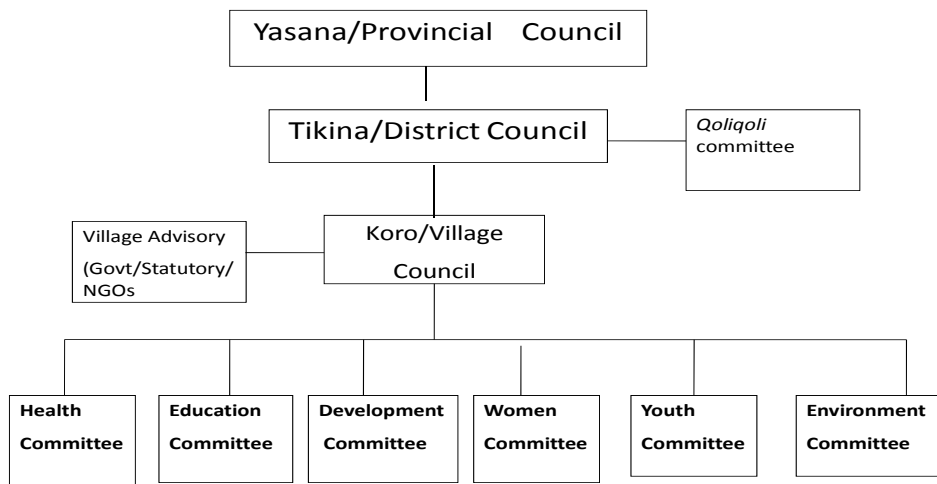 Yasana/Provincial Council
Tikina/District Council
Qoliqoli
committee
Village Advisory
(Govt/Statutory/
NGOs
Koro/Village
Council
Health
Committee
Education
Committee
Development
Committee
Women
Committee
Youth
Committee
Environment
Committee